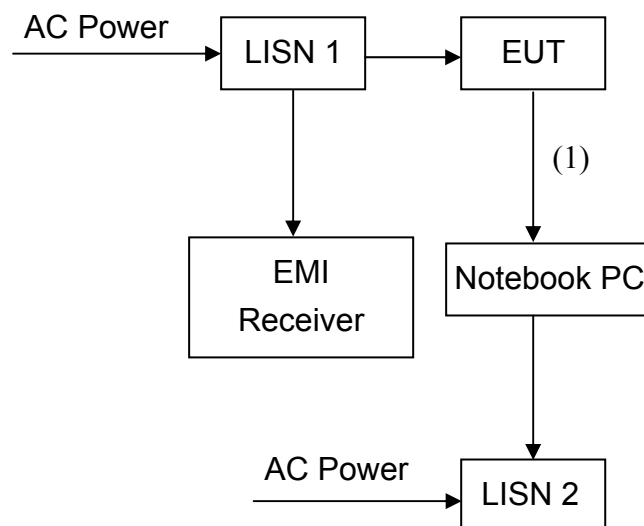 AC Power
LISN 1
EUT
(1)
EMI
Receiver
Notebook PC
AC Power
LISN 2